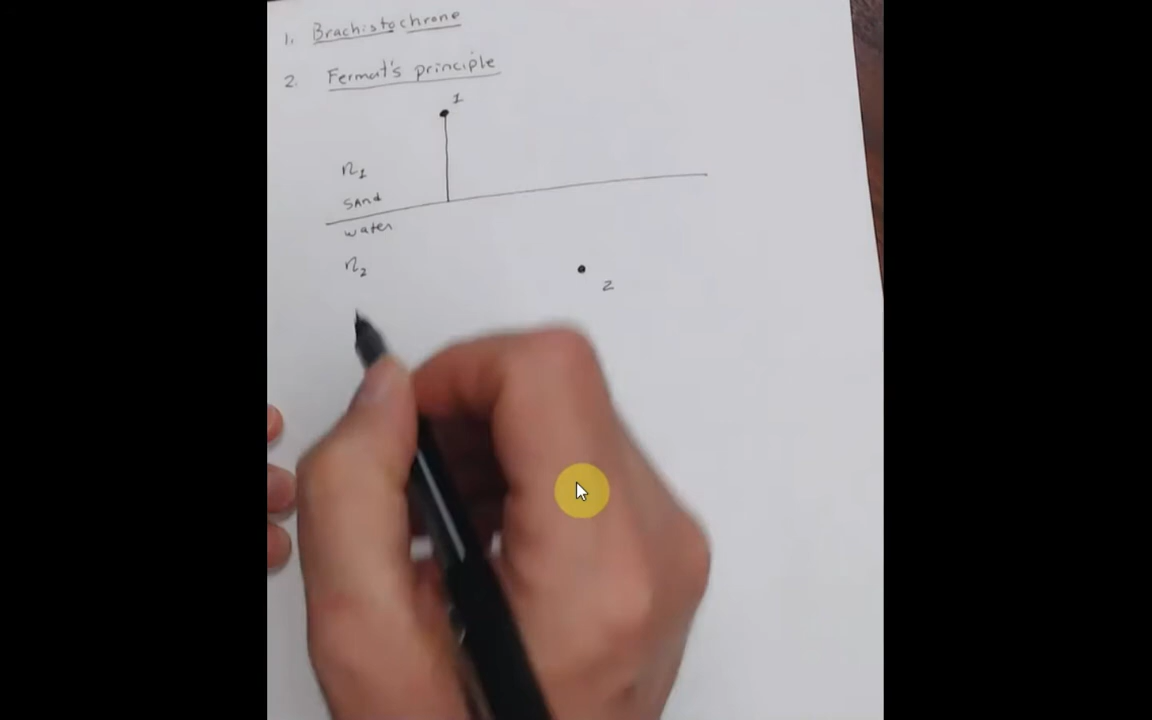 1. Brachistochrone
2. Fermat's principle
1
n1
SAnd
water
n2
2